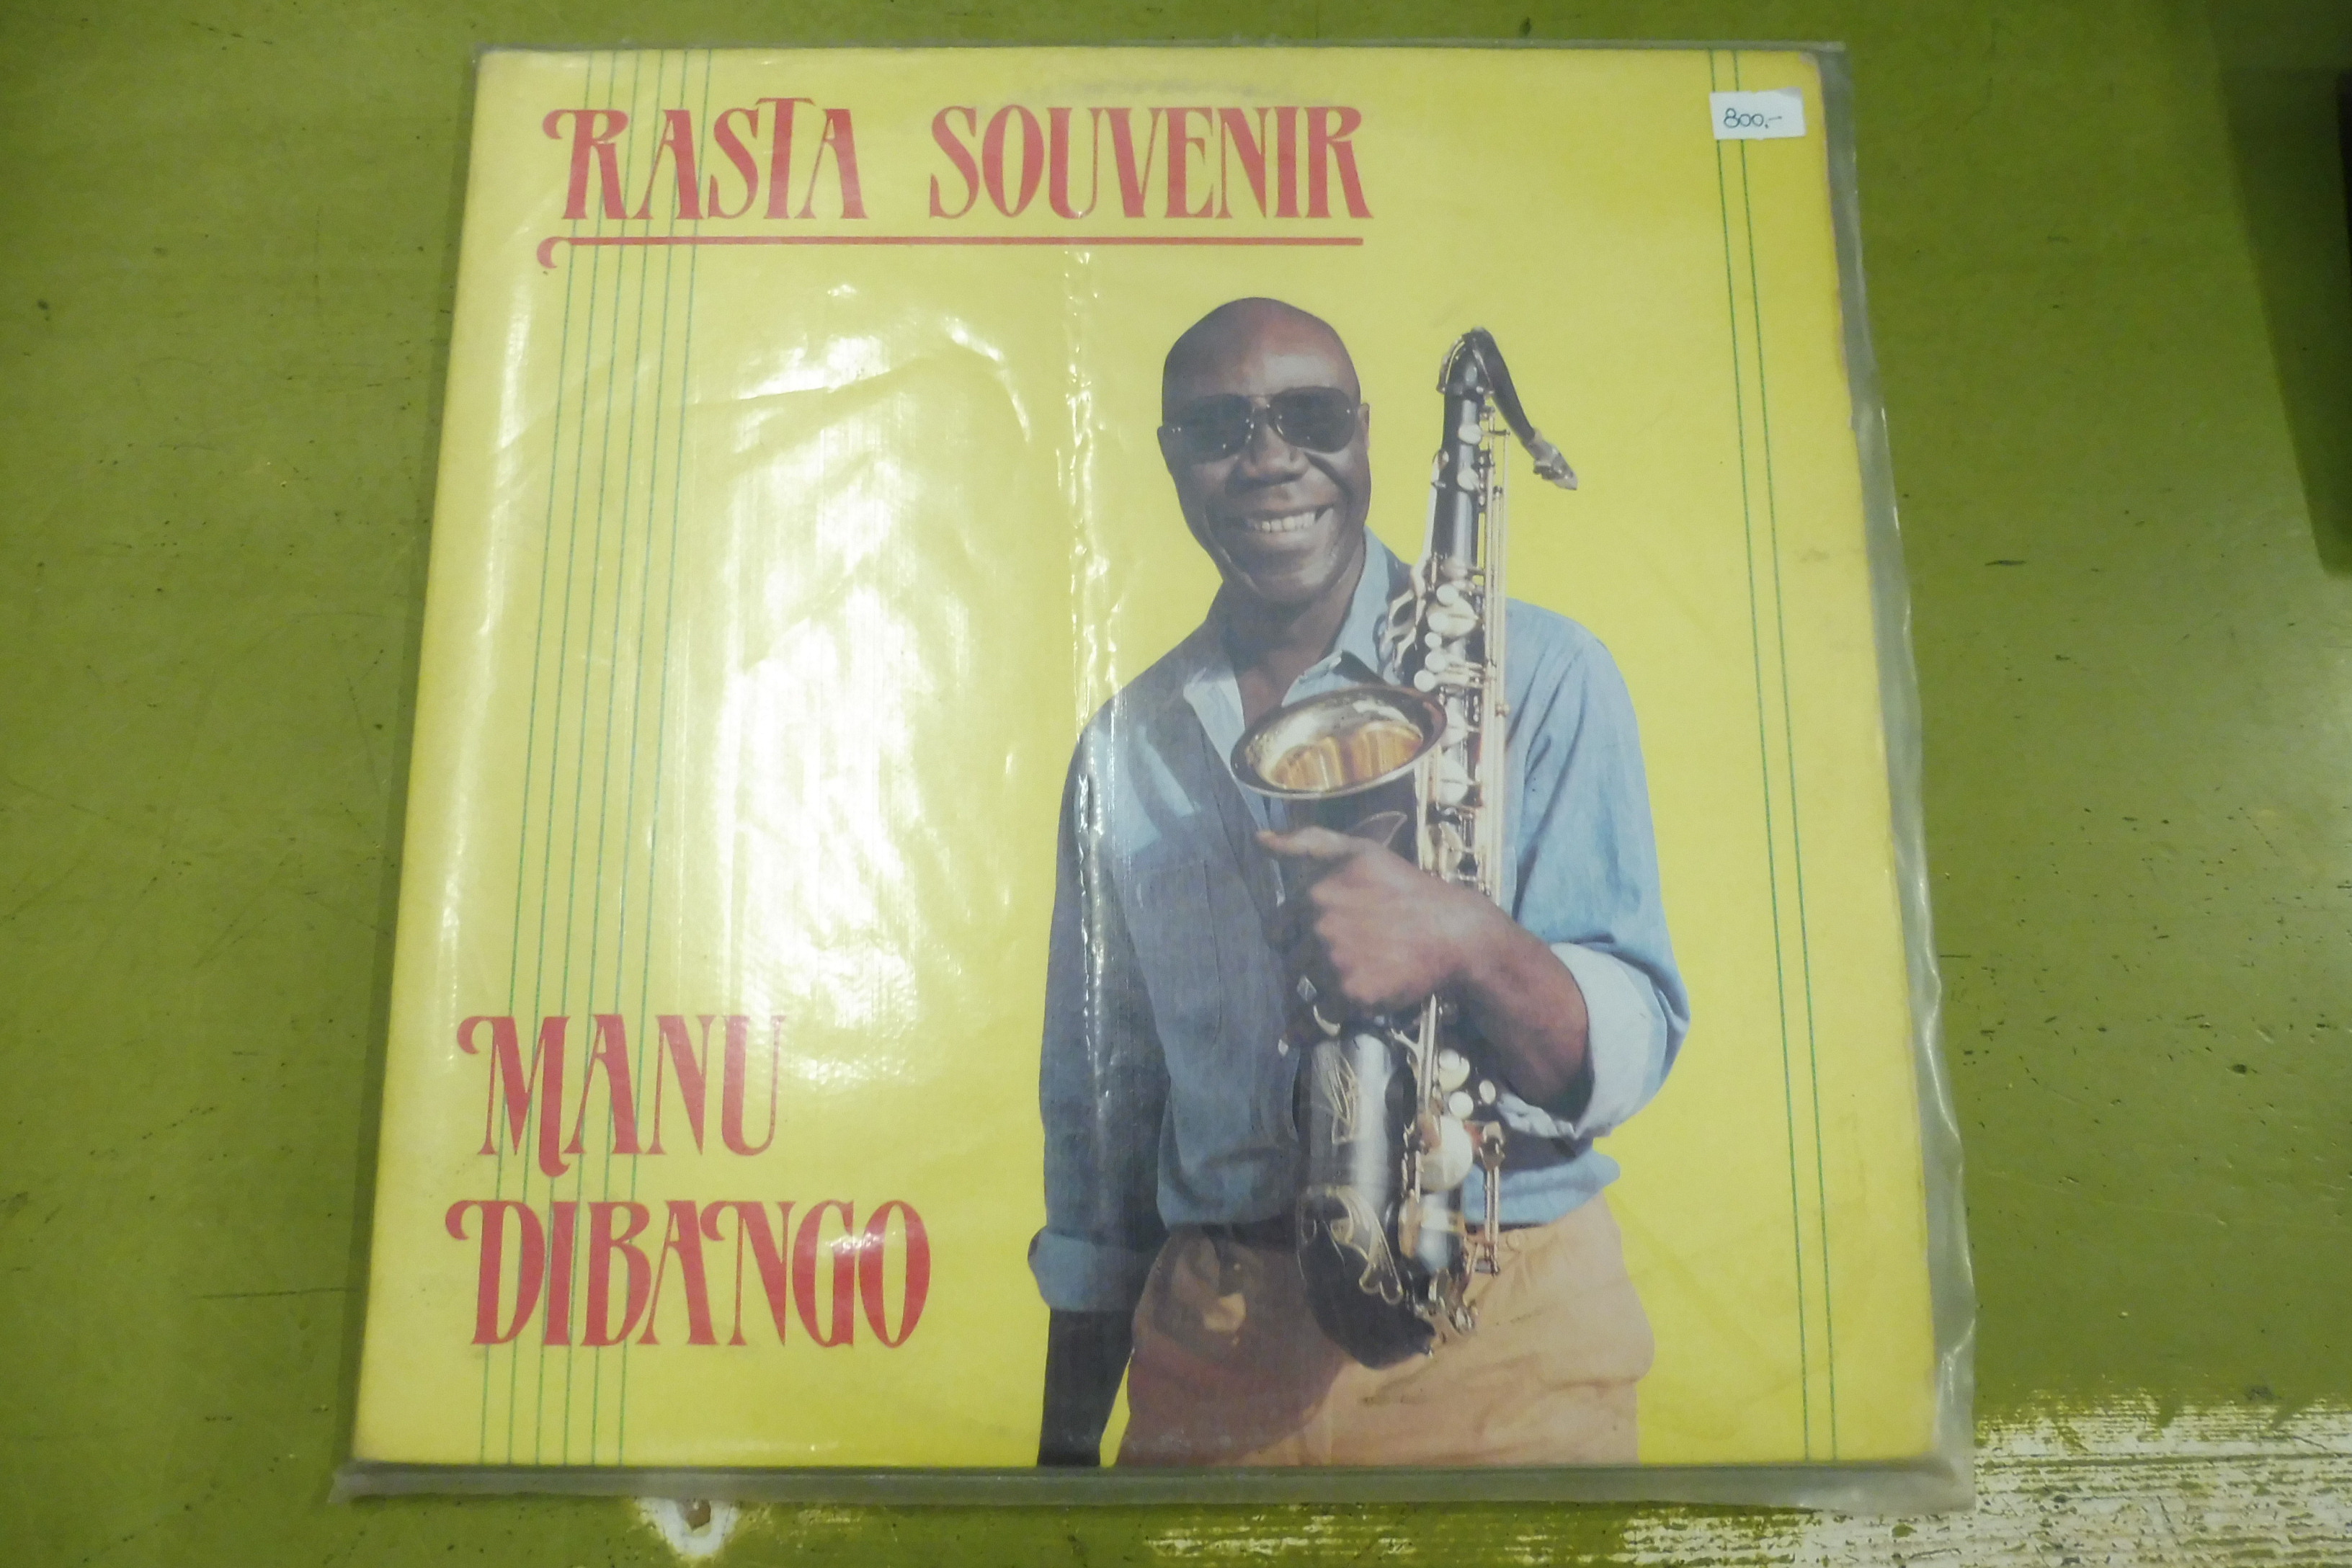 RASTA SOUVENIR
800,-
MANU
DIBANGO